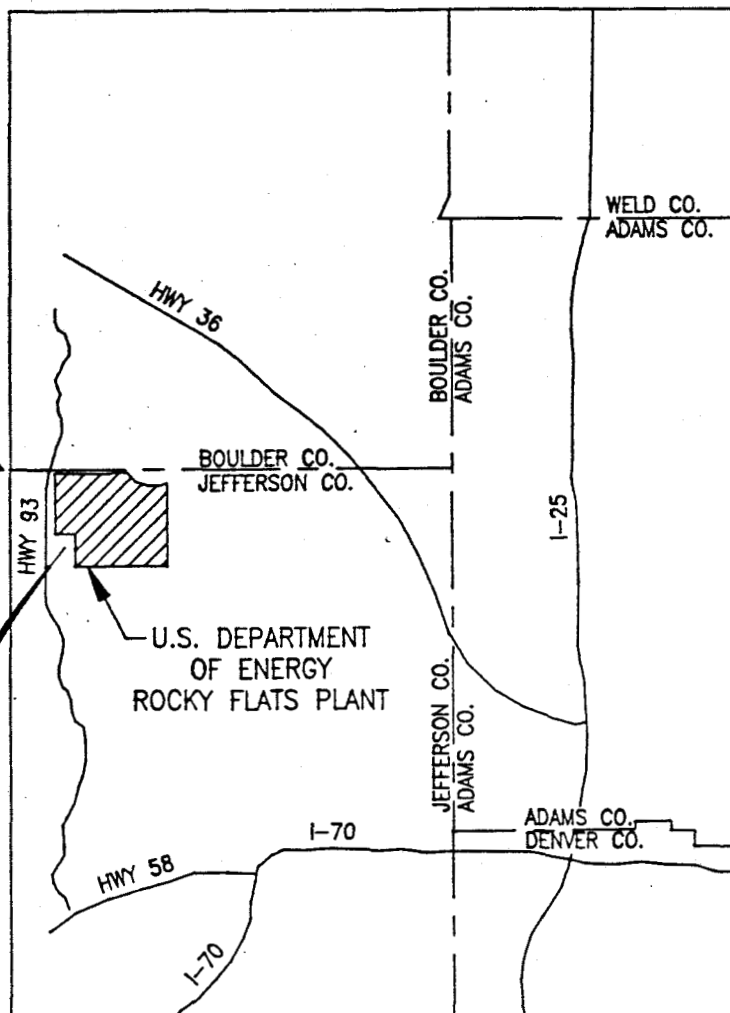 WELD CO.
ADAMS CO.
HWY 36
BOULDER CO.
ADAMS CO.
BOULDER CO.
JEFFERSON CO.
HWY 93
I-25
U.S. DEPARTMENT
OF ENERGY
ROCKY FLATS PLANT
JEFFERSON CO.
ADAMS CO.
ADAMS CO.
DENVER CO.
I-70
HWY 58
I-70